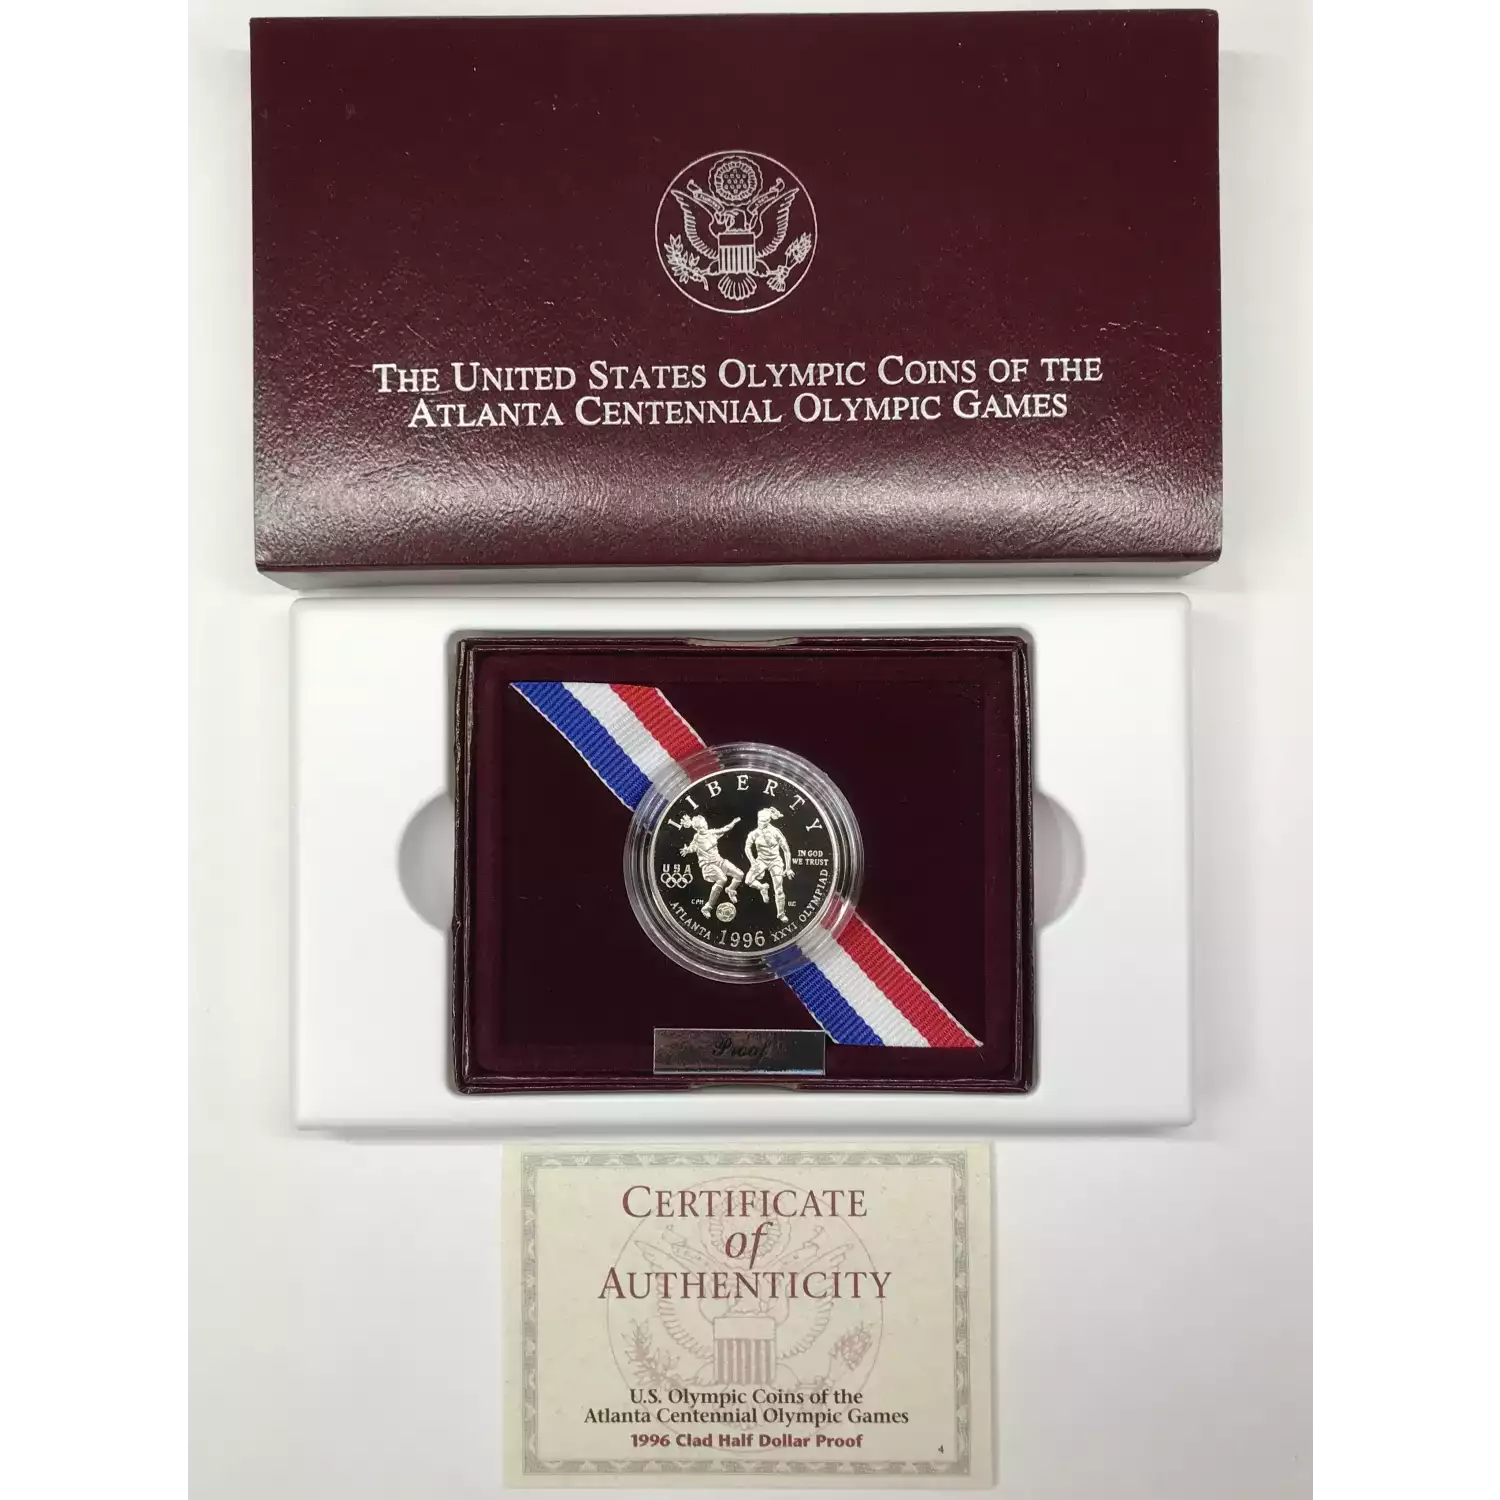 THE UNITED STATES OLYMPIC COINS OF THE
ATLANTA CENTENNIAL OLYMPIC GAMES
LIBERTY
IN GOD
WE TRUST
USA
ATLANTA 1996 XXVI OLYMPIAD
Proof
CERTIFICATE
of
AUTHENTICITY
U.S. Olympic Coins of the
Atlanta Centennial Olympic Games
1996 Clad Half Dollar Proof
4